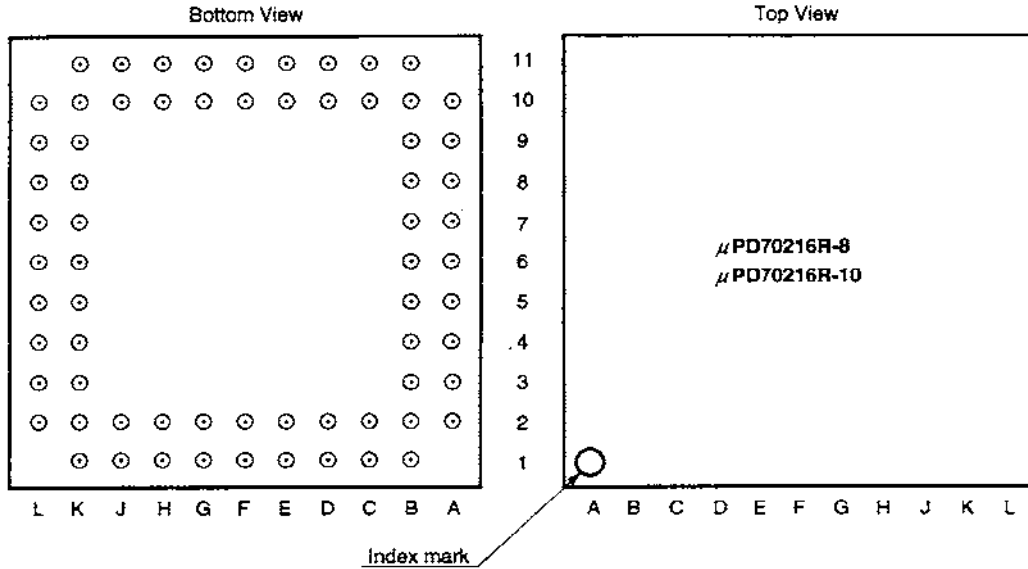 Bottom View
Top View
11
10
9
8
7
6
5
4
3
2
1
μPD70216R-8
μPD70216R-10
L K J H G F E D C B A
A B C D E F G H J K L
Index mark